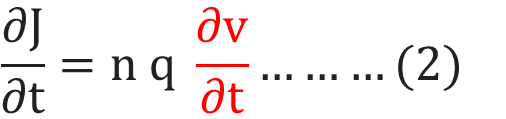 ∂J/∂t = n q ∂v/∂t ... ... ... (2)